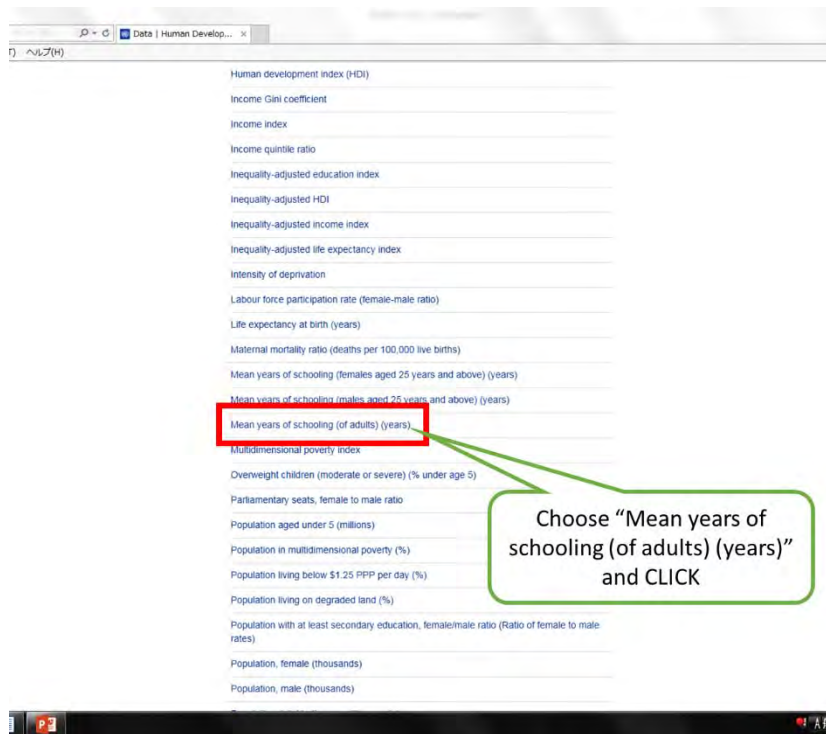 Data | Human Develop...
ヘルプ(H)
Human development index (HDI)
Income Gini coefficient
Income index
Income quintile ratio
Inequality-adjusted education index
Inequality-adjusted HDI
Inequality-adjusted income index
Inequality-adjusted life expectancy index
Intensity of deprivation
Labour force participation rate (female-male ratio)
Life expectancy at birth (years)
Maternal mortality ratio (deaths per 100,000 live births)
Mean years of schooling (females aged 25 years and above) (years)
Mean years of schooling (males aged 25 years and above) (years)
Mean years of schooling (of adults) (years)
Multidimensional poverty index
Overweight children (moderate or severe) (% under age 5)
Parliamentary seats, female to male ratio
Choose “Mean years of
schooling (of adults) (years)”
and CLICK
Population aged under 5 (millions)
Population in multidimensional poverty (%)
Population living below $1.25 PPP per day (%)
Population living on degraded land (%)
Population with at least secondary education, female/male ratio (Ratio of female to male
rates)
Population, female (thousands)
Population, male (thousands)